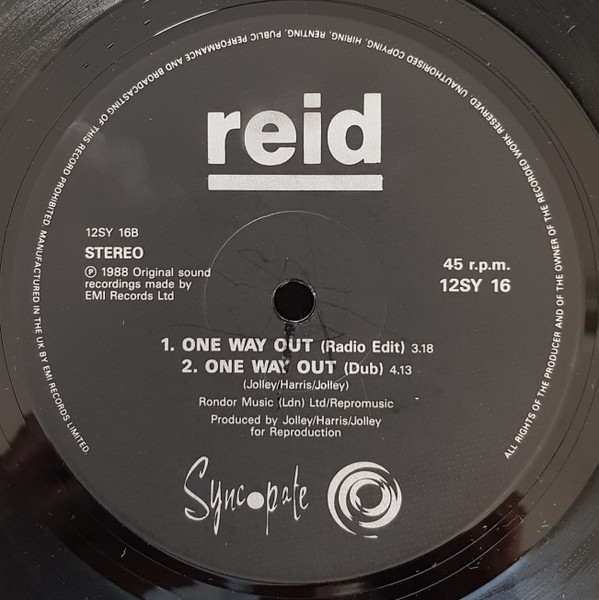 MANUFACTURED IN THE UK BY EMI RECORDS LIMITED. ALL RIGHTS OF THE PRODUCER AND OF THE OWNER OF THE RECORDED WORK RESERVED. UNAUTHORISED COPYING, HIRING, RENTING, PUBLIC PERFORMANCE AND BROADCASTING OF THIS RECORD PROHIBITED.
reid
12SY 16B
STEREO
℗ 1988 Original sound
recordings made by
EMI Records Ltd
45 r.p.m.
12SY 16
1. ONE WAY OUT (Radio Edit) 3.18
2. ONE WAY OUT (Dub) 4.13
(Jolley/Harris/Jolley)
Rondor Music (Ldn) Ltd/Repromusic
Produced by Jolley/Harris/Jolley
for Reproduction
Syncopate